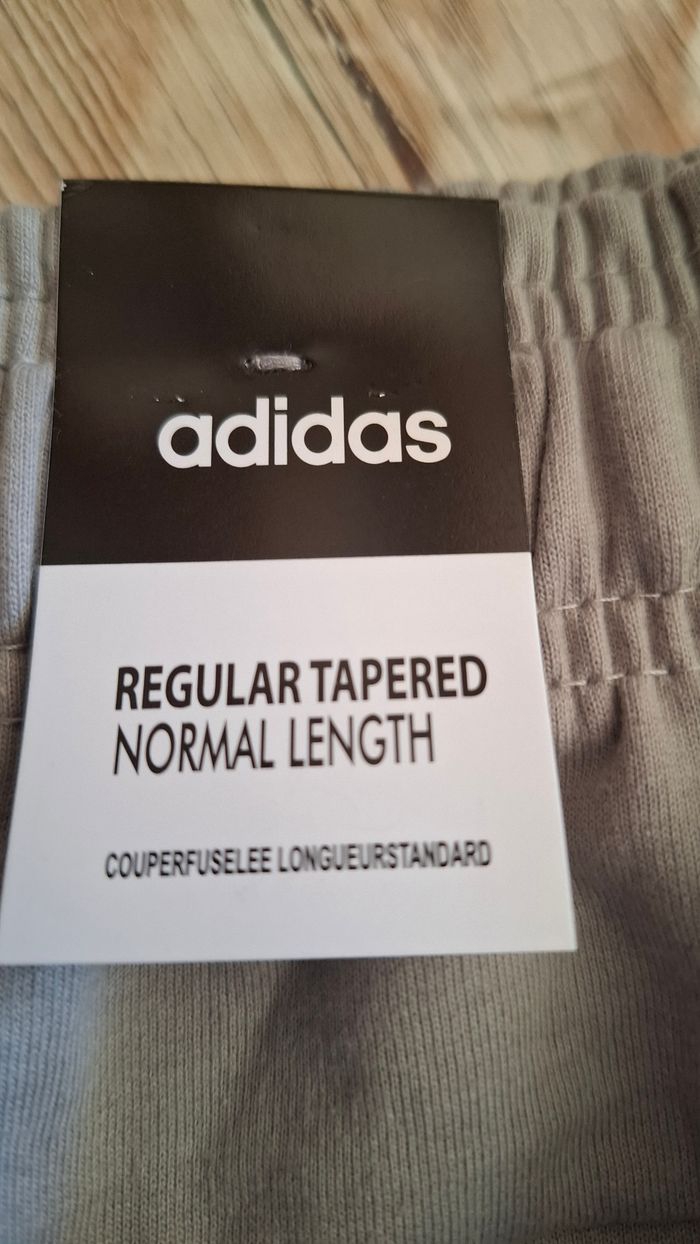 adidas
REGULAR TAPERED
NORMAL LENGTH
COUPERFUSELEE LONGUEURSTANDARD